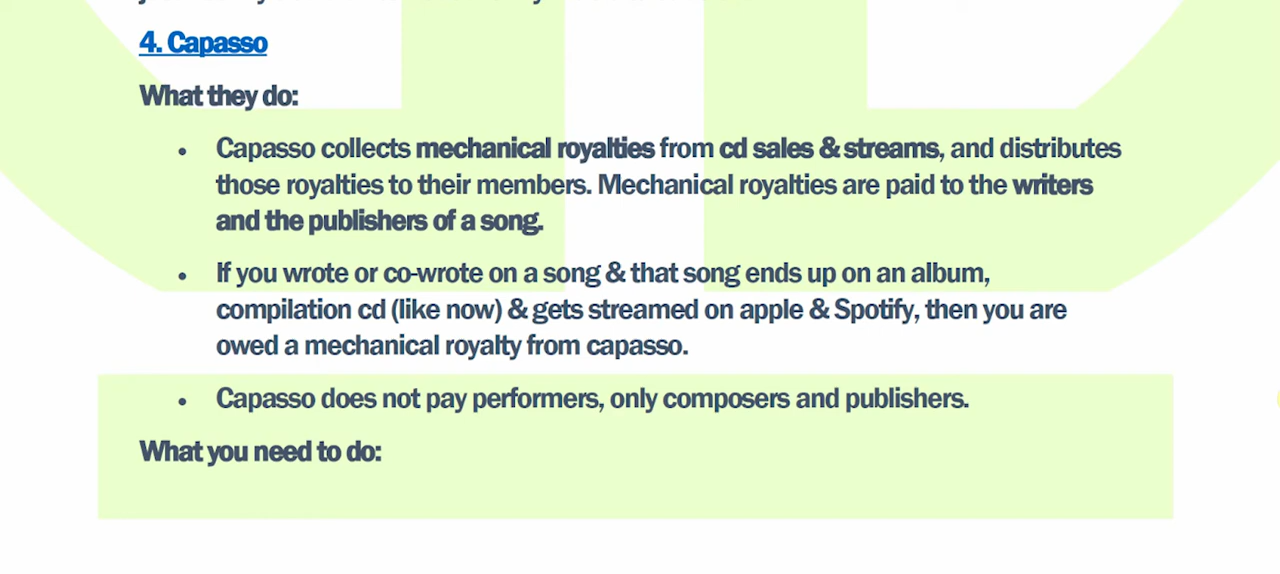 4. Capasso
What they do:
• Capasso collects mechanical royalties from cd sales & streams, and distributes
those royalties to their members. Mechanical royalties are paid to the writers
and the publishers of a song.
• If you wrote or co-wrote on a song & that song ends up on an album,
compilation cd (like now) & gets streamed on apple & Spotify, then you are
owed a mechanical royalty from capasso.
• Capasso does not pay performers, only composers and publishers.
What you need to do: